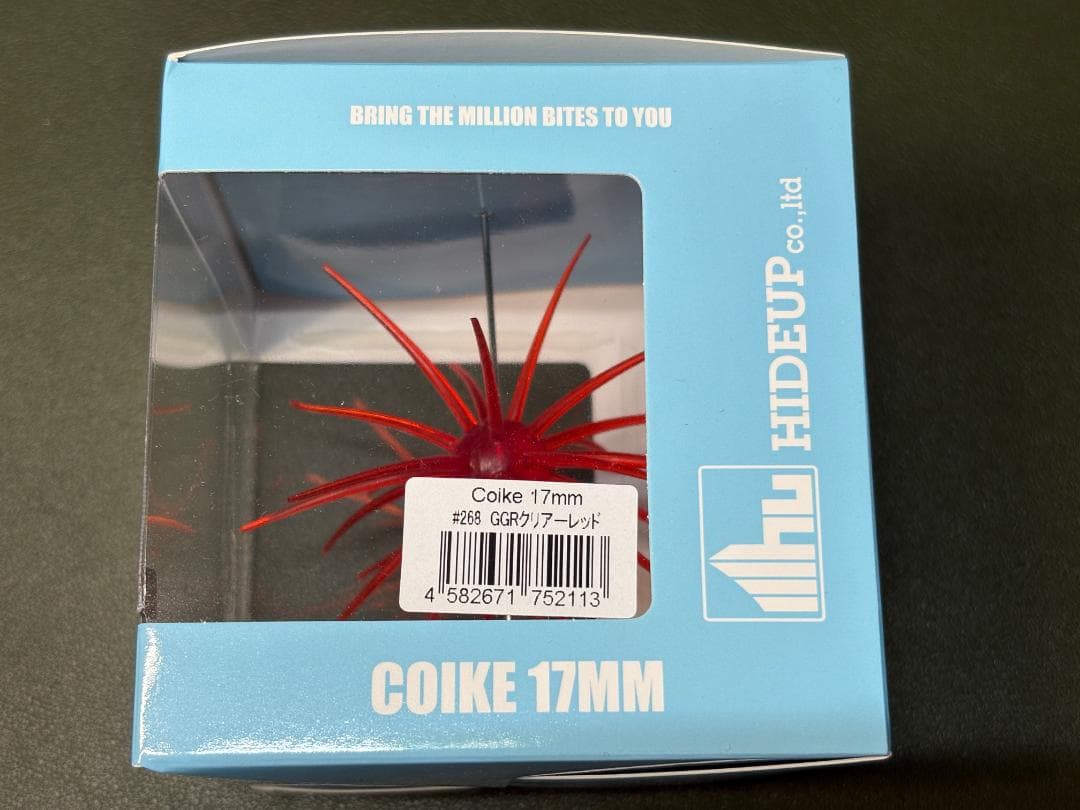 BRING THE MILLION BITES TO YOU
HIDEUP co.,ltd
hu
Coike 17mm
#268 GGRクリアーレッド
4 582671 752113
COIKE 17MM